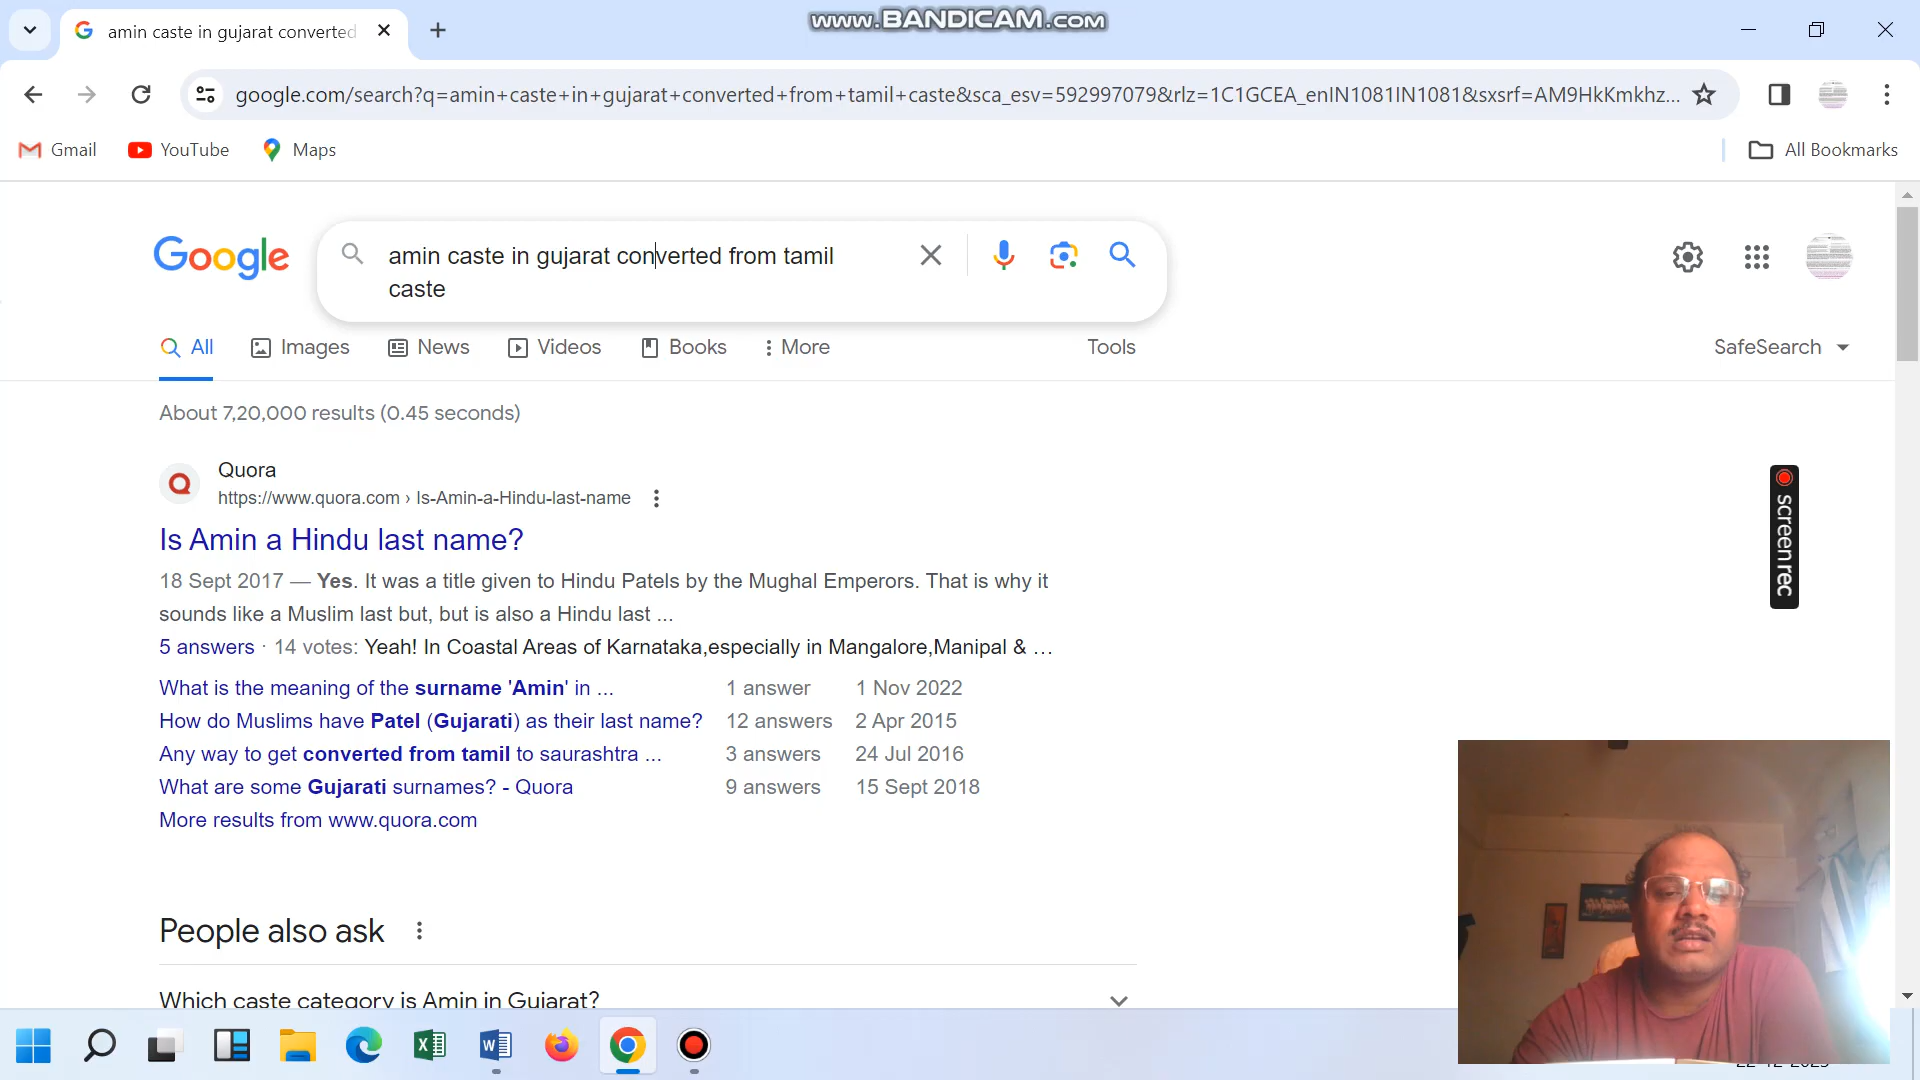 www.BANDICAM.com
amin caste in gujarat converted
google.com/search?q=amin+caste+in+gujarat+converted+from+tamil+caste&sca_esv=592997079&rlz=1C1GCEA_enIN1081IN1081&sxsrf=AM9HkKmkhz...
Gmail YouTube Maps All Bookmarks
Google
amin caste in gujarat converted from tamil
caste
All Images News Videos Books More Tools SafeSearch
About 7,20,000 results (0.45 seconds)
Quora
https://www.quora.com › Is-Amin-a-Hindu-last-name
Is Amin a Hindu last name?
18 Sept 2017 — Yes. It was a title given to Hindu Patels by the Mughal Emperors. That is why it
sounds like a Muslim last but, but is also a Hindu last ...
5 answers · 14 votes: Yeah! In Coastal Areas of Karnataka,especially in Mangalore,Manipal & ...
What is the meaning of the surname 'Amin' in ... 1 answer 1 Nov 2022
How do Muslims have Patel (Gujarati) as their last name? 12 answers 2 Apr 2015
Any way to get converted from tamil to saurashtra ... 3 answers 24 Jul 2016
What are some Gujarati surnames? - Quora 9 answers 15 Sept 2018
More results from www.quora.com
People also ask
Which caste category is Amin in Gujarat?
screenrec